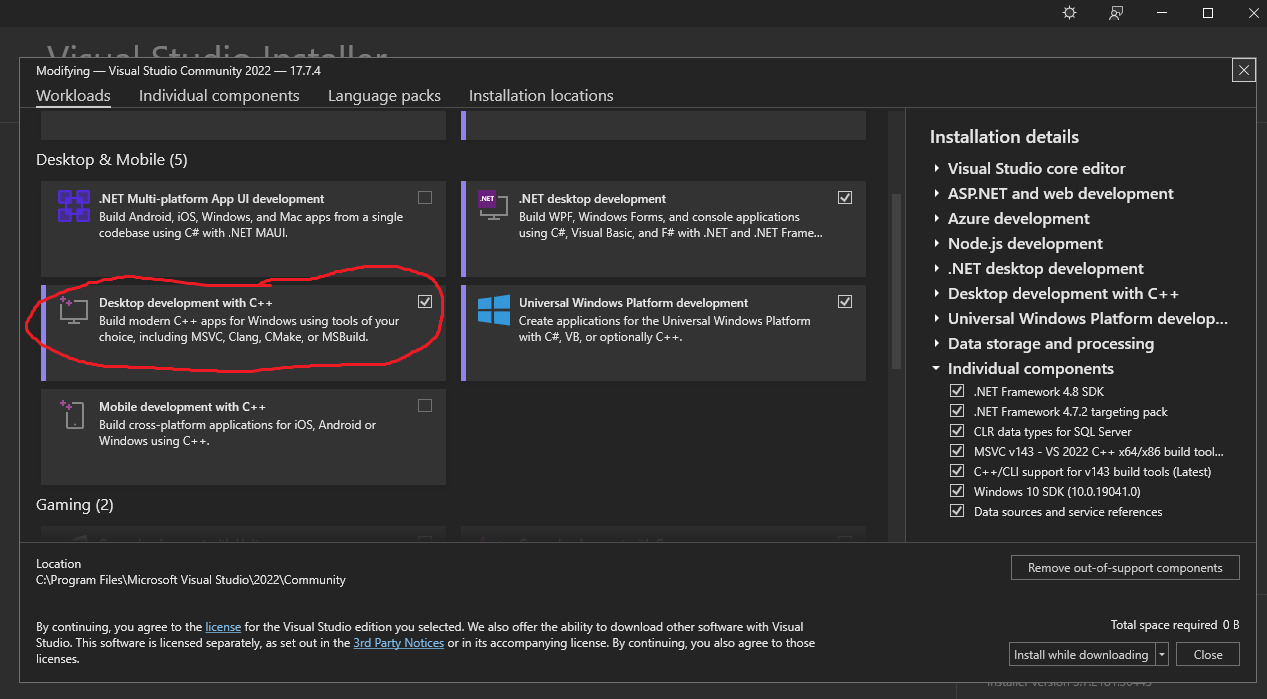 Visual Studio Installer
Modifying — Visual Studio Community 2022 — 17.7.4
Workloads Individual components Language packs Installation locations
Desktop & Mobile (5)
.NET Multi-platform App UI development
Build Android, iOS, Windows, and Mac apps from a single
codebase using C# with .NET MAUI.
.NET
.NET desktop development
Build WPF, Windows Forms, and console applications
using C#, Visual Basic, and F# with .NET and .NET Frame...
Desktop development with C++
Build modern C++ apps for Windows using tools of your
choice, including MSVC, Clang, CMake, or MSBuild.
Universal Windows Platform development
Create applications for the Universal Windows Platform
with C#, VB, or optionally C++.
Mobile development with C++
Build cross-platform applications for iOS, Android or
Windows using C++.
Gaming (2)
Installation details
Visual Studio core editor
ASP.NET and web development
Azure development
Node.js development
.NET desktop development
Desktop development with C++
Universal Windows Platform develop...
Data storage and processing
Individual components
.NET Framework 4.8 SDK
.NET Framework 4.7.2 targeting pack
CLR data types for SQL Server
MSVC v143 - VS 2022 C++ x64/x86 build tool...
C++/CLI support for v143 build tools (Latest)
Windows 10 SDK (10.0.19041.0)
Data sources and service references
Location
C:\Program Files\Microsoft Visual Studio\2022\Community
Remove out-of-support components
By continuing, you agree to the license for the Visual Studio edition you selected. We also offer the ability to download other software with Visual
Studio. This software is licensed separately, as set out in the 3rd Party Notices or in its accompanying license. By continuing, you also agree to those
licenses.
Total space required 0 B
Install while downloading
Close